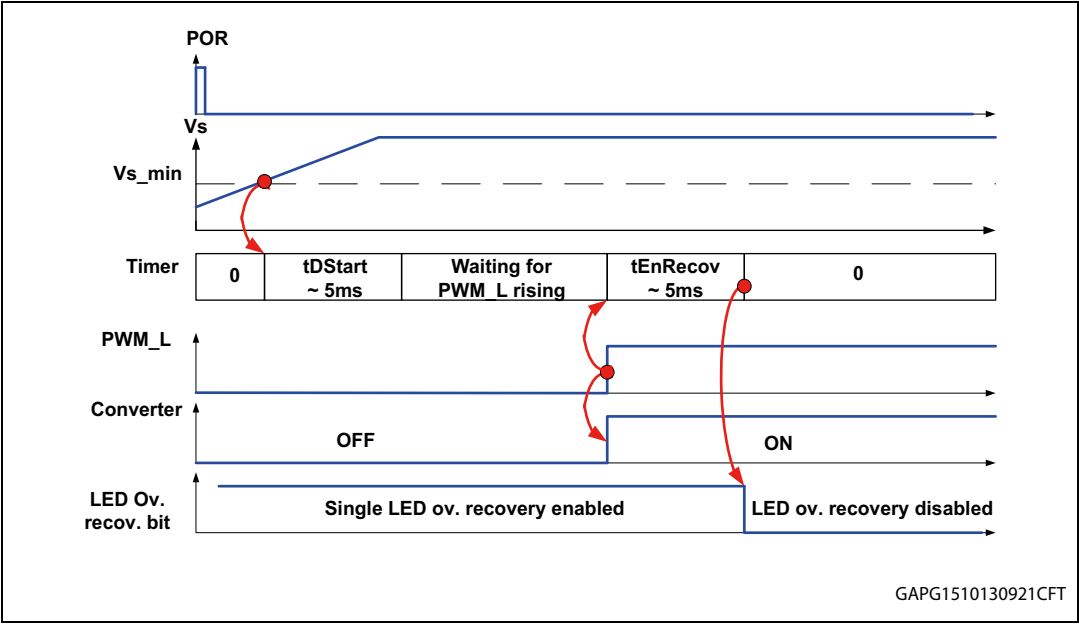 POR
Vs
Vs_min
Timer
0
tDStart
~ 5ms
Waiting for
PWM_L rising
tEnRecov
~ 5ms
0
PWM_L
Converter
OFF
ON
LED Ov.
recov. bit
Single LED ov. recovery enabled
LED ov. recovery disabled
GAPG1510130921CFT